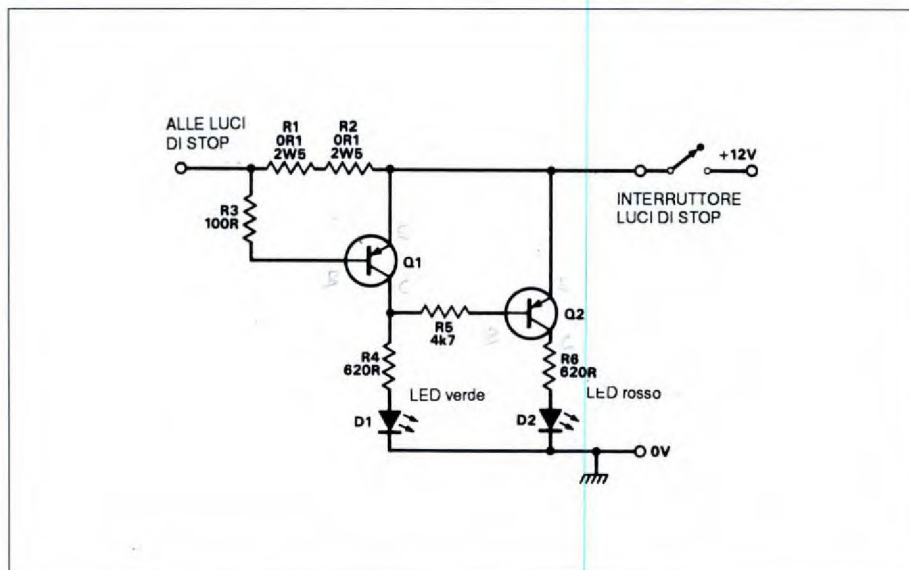 ALLE LUCI
DI STOP
R1
0R1
2W5
R2
0R1
2W5
+12V
INTERRUTTORE
LUCI DI STOP
R3
100R
Q1
Q2
R5
4k7
R4
620R
R6
620R
LED verde
LED rosso
D1
D2
0V